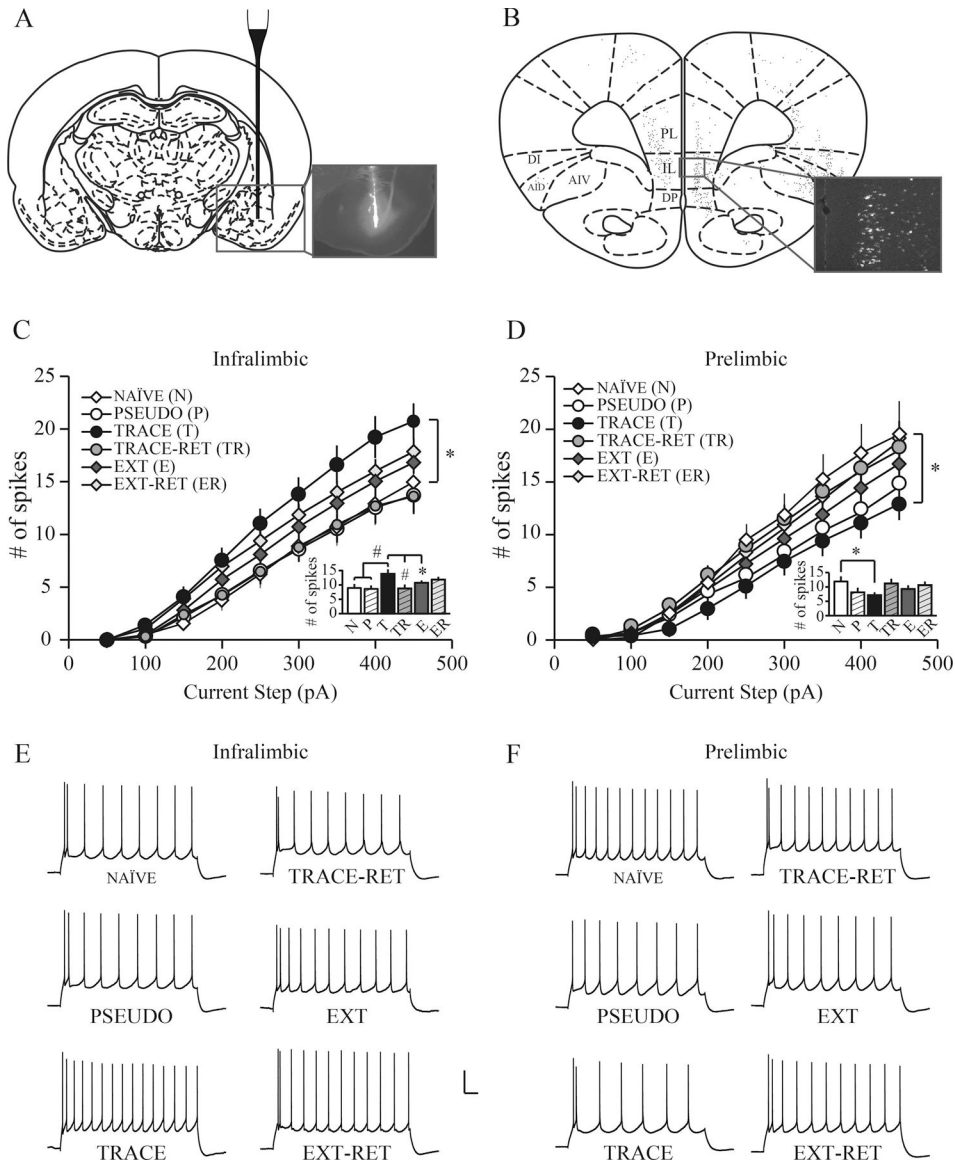 A
B
PL
DI
IL
AID
AIV
DP
C
Infralimbic
25
20
15
10
5
0
# of spikes
NAÏVE (N)
PSEUDO (P)
TRACE (T)
TRACE-RET (TR)
EXT (E)
EXT-RET (ER)
*
# of spikes
15
10
5
0
#
#
*
N
P
T
TR
E
ER
0
100
200
300
400
500
Current Step (pA)
D
Prelimbic
25
20
15
10
5
0
# of spikes
NAÏVE (N)
PSEUDO (P)
TRACE (T)
TRACE-RET (TR)
EXT (E)
EXT-RET (ER)
*
# of spikes
15
10
5
0
*
N
P
T
TR
E
ER
0
100
200
300
400
500
Current Step (pA)
E
Infralimbic
NAÏVE
TRACE-RET
PSEUDO
EXT
TRACE
EXT-RET
F
Prelimbic
NAÏVE
TRACE-RET
PSEUDO
EXT
TRACE
EXT-RET